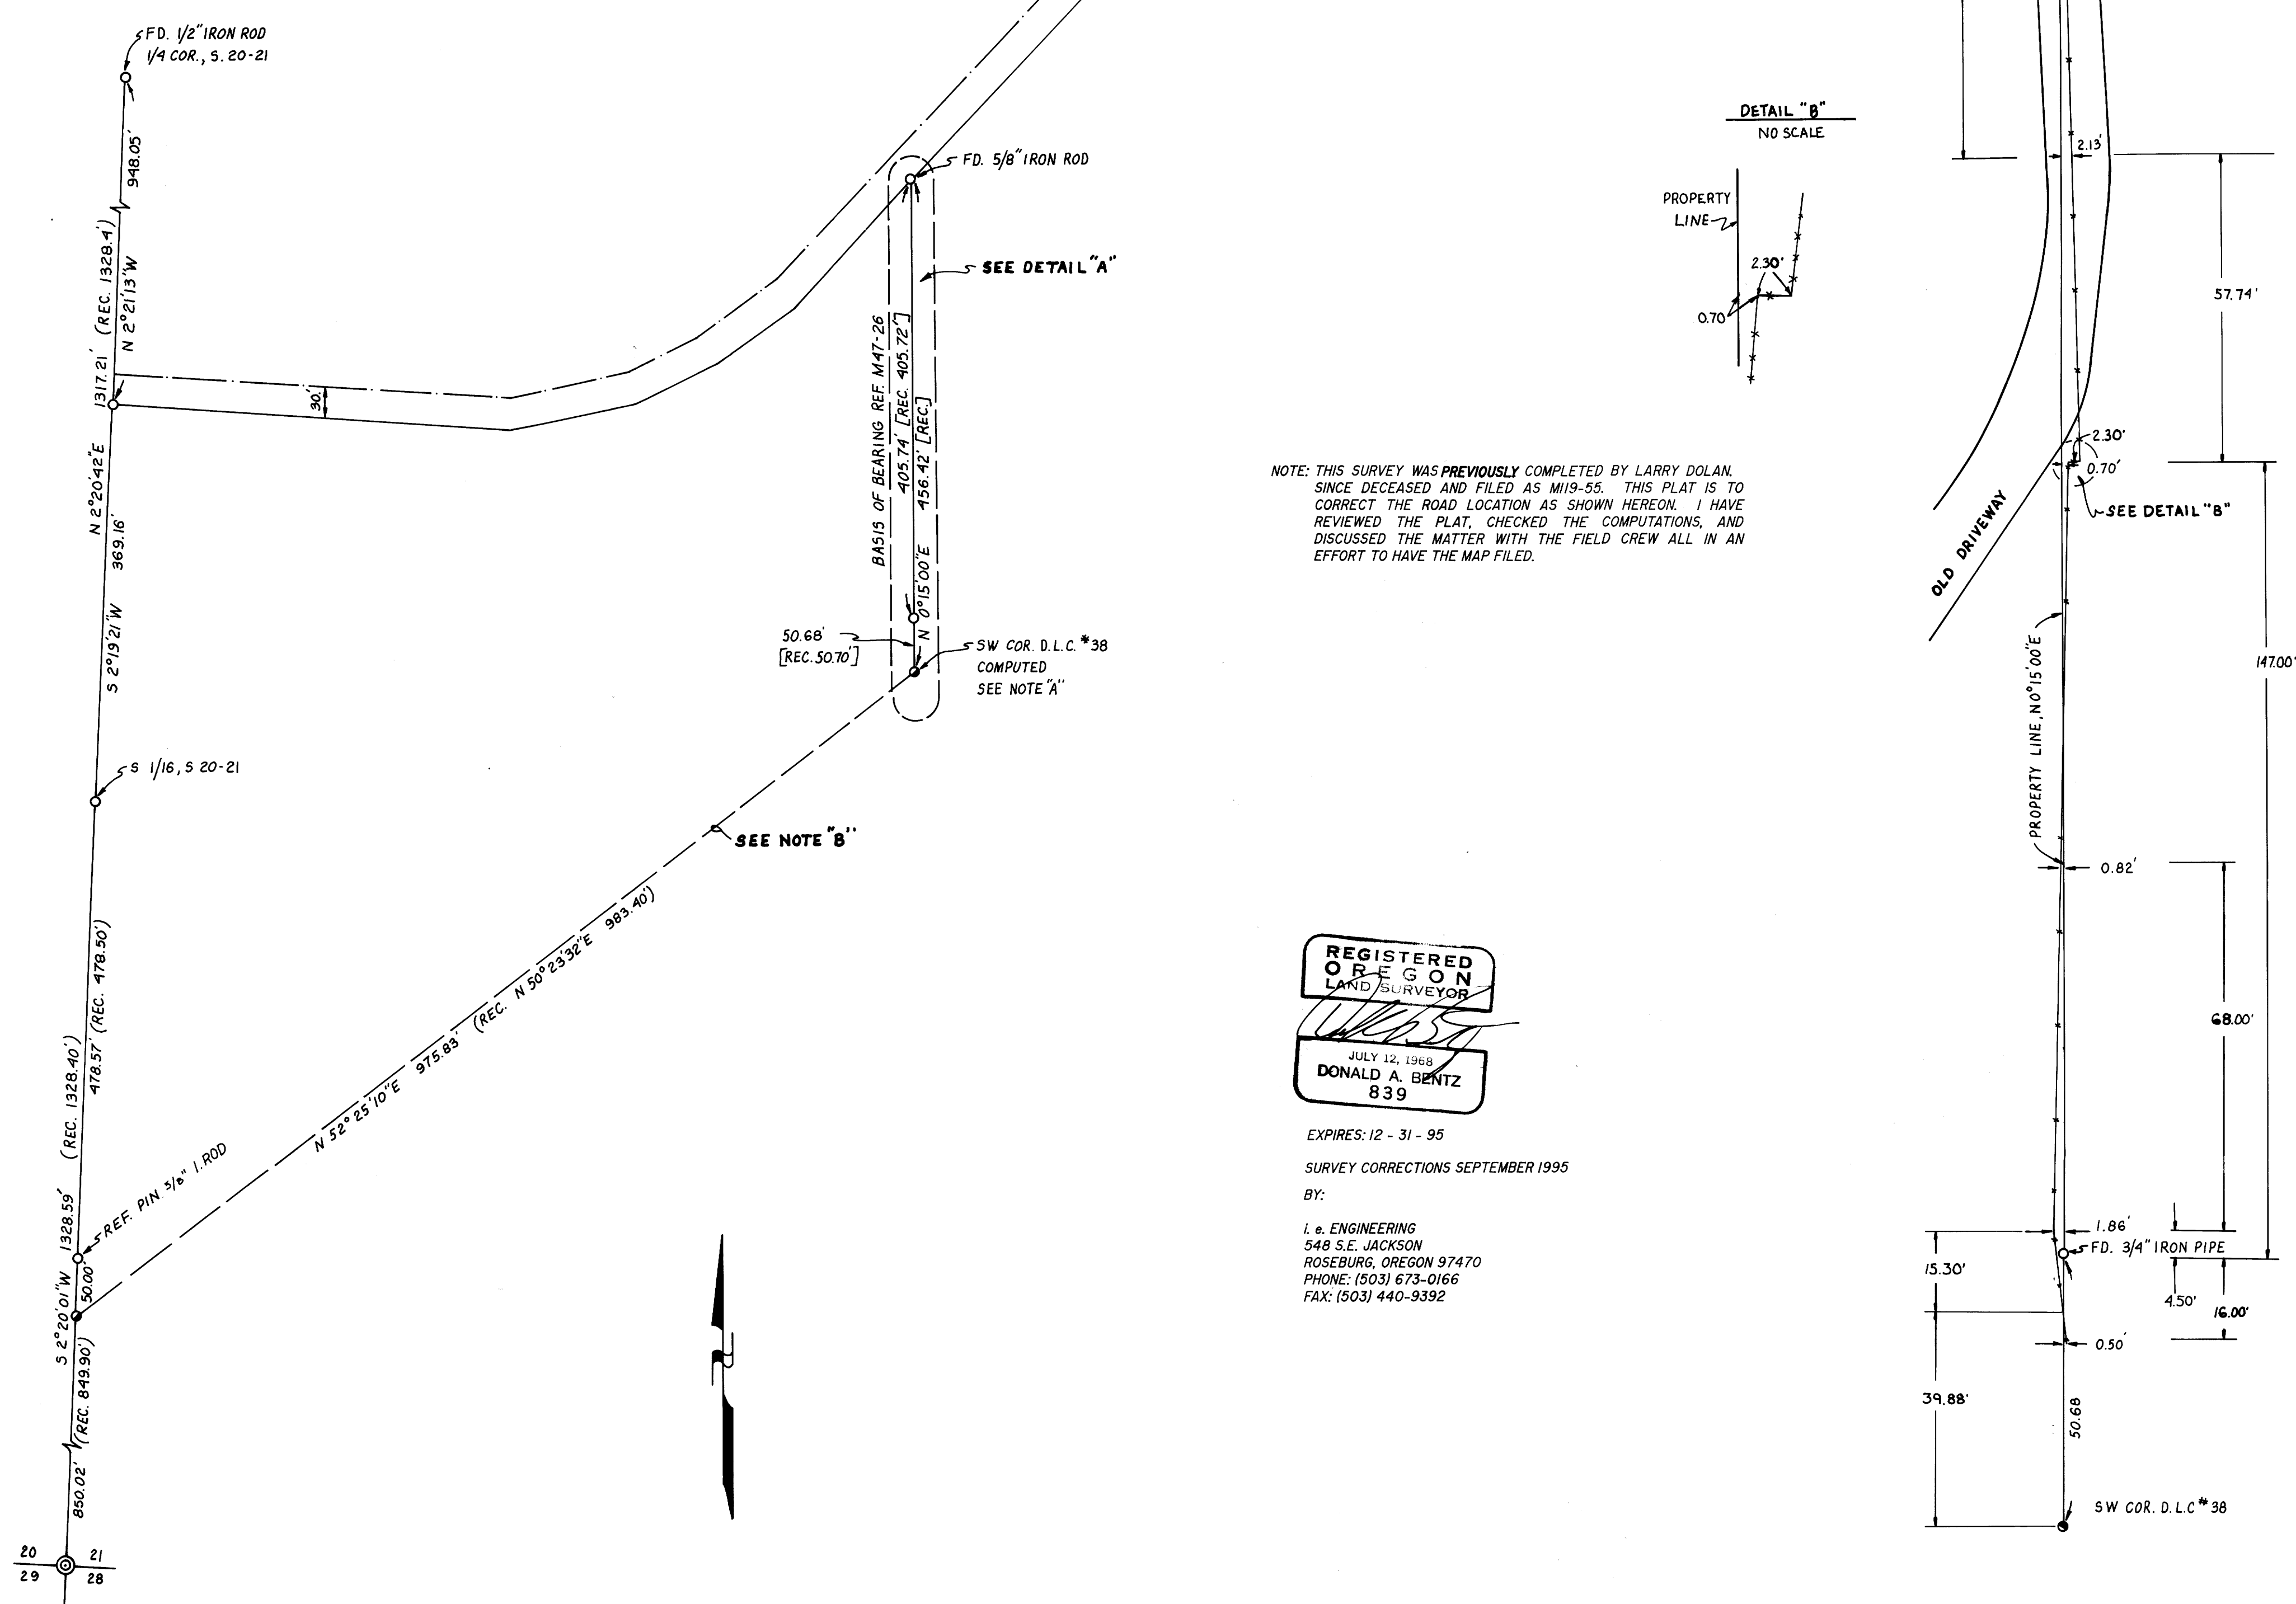 FD. 1/2" IRON ROD
1/4 COR., S. 20-21
948.05'
N 2°21'13"W
1317.21' (REC. 1328.4')
30.'
N 2°20'42"E
369.16'
S 2°19'21"W
S 1/16, S 20-21
478.57' (REC. 478.50')
1328.59' (REC. 1328.40')
S 2°20'01"W
REF. PIN 5/8" I. ROD
50.00'
850.02' (REC. 849.90')
20 21
29 28
N 52°25'10"E 975.83' (REC. N 50°23'32"E 983.40')
SEE NOTE "B"
FD. 5/8" IRON ROD
SEE DETAIL "A"
BASIS OF BEARING REF. M47-26
405.74' [REC. 405.72']
456.42' [REC.]
N 0°15'00"E
50.68'
[REC. 50.70']
SW COR. D.L.C. #38
COMPUTED
SEE NOTE "A"
DETAIL "B"
NO SCALE
PROPERTY
LINE
2.30'
0.70
NOTE: THIS SURVEY WAS PREVIOUSLY COMPLETED BY LARRY DOLAN.
SINCE DECEASED AND FILED AS M119-55. THIS PLAT IS TO
CORRECT THE ROAD LOCATION AS SHOWN HEREON. I HAVE
REVIEWED THE PLAT, CHECKED THE COMPUTATIONS, AND
DISCUSSED THE MATTER WITH THE FIELD CREW ALL IN AN
EFFORT TO HAVE THE MAP FILED.
REGISTERED
OREGON
LAND SURVEYOR
JULY 12, 1968
DONALD A. BENTZ
839
EXPIRES: 12 - 31 - 95
SURVEY CORRECTIONS SEPTEMBER 1995
BY:
i. e. ENGINEERING
548 S.E. JACKSON
ROSEBURG, OREGON 97470
PHONE: (503) 673-0166
FAX: (503) 440-9392
2.13'
57.74'
2.30'
0.70'
SEE DETAIL "B"
OLD DRIVEWAY
PROPERTY LINE, N0°15'00"E
147.00'
0.82'
68.00'
1.86'
FD. 3/4" IRON PIPE
15.30'
4.50'
16.00'
0.50'
39.88'
50.68
SW COR. D.L.C #38